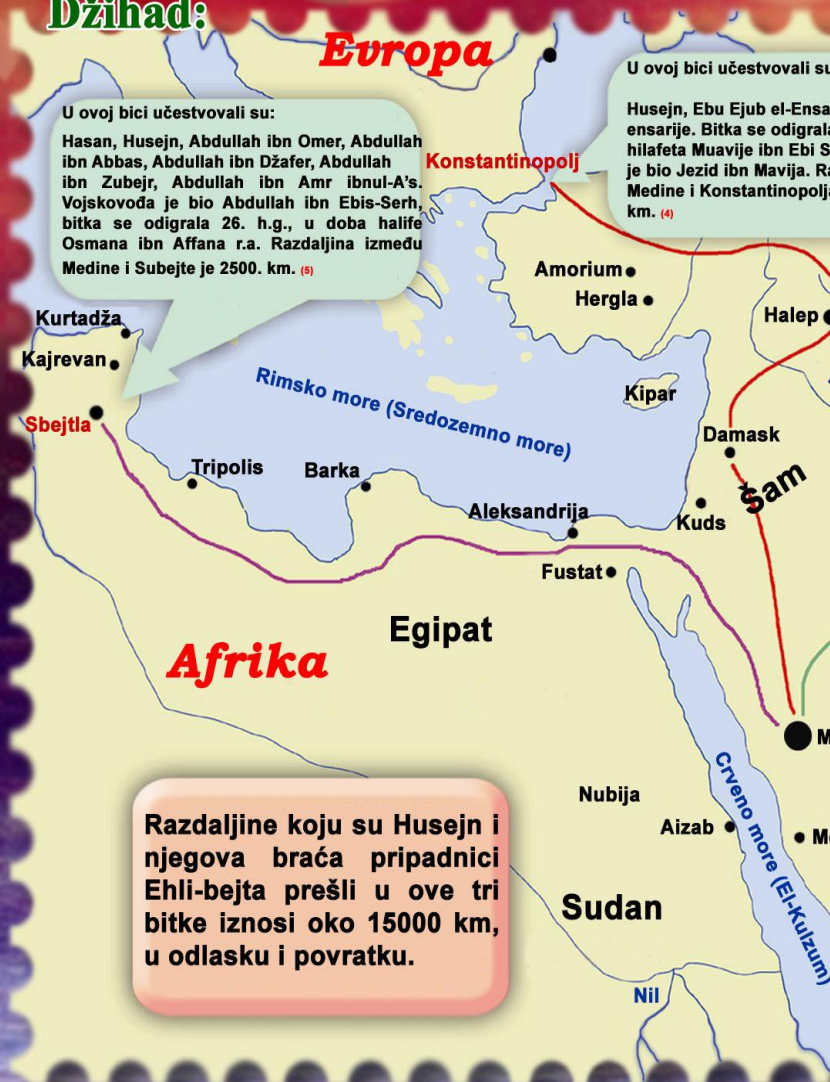 Džihad:
Evropa
U ovoj bici učestvovali su:
Hasan, Husejn, Abdullah ibn Omer, Abdullah
ibn Abbas, Abdullah ibn Džafer, Abdullah
ibn Zubejr, Abdullah ibn Amr ibnul-A's.
Vojskovođa je bio Abdullah ibn Ebis-Serh,
bitka se odigrala 26. h.g., u doba halife
Osmana ibn Affana r.a. Razdaljina između
Medine i Subejte je 2500. km. (5)
U ovoj bici učestvovali su
Husejn, Ebu Ejub el-Ensa
ensarije. Bitka se odigrala
hilafeta Muavije ibn Ebi S
je bio Jezid ibn Mavija. Ra
Medine i Konstantinopolja
km. (4)
Konstantinopolj
Amorium
Hergla
Halep
Kurtadža
Kajrevan
Sbejtla
Rimsko more (Sredozemno more)
Kipar
Damask
Šam
Tripolis
Barka
Aleksandrija
Kuds
Fustat
Egipat
Afrika
M
Crveno more (El-Kulzum)
Nubija
Aizab
Me
Razdaljine koju su Husejn i
njegova braća pripadnici
Ehli-bejta prešli u ove tri
bitke iznosi oko 15000 km,
u odlasku i povratku.
Sudan
Nil